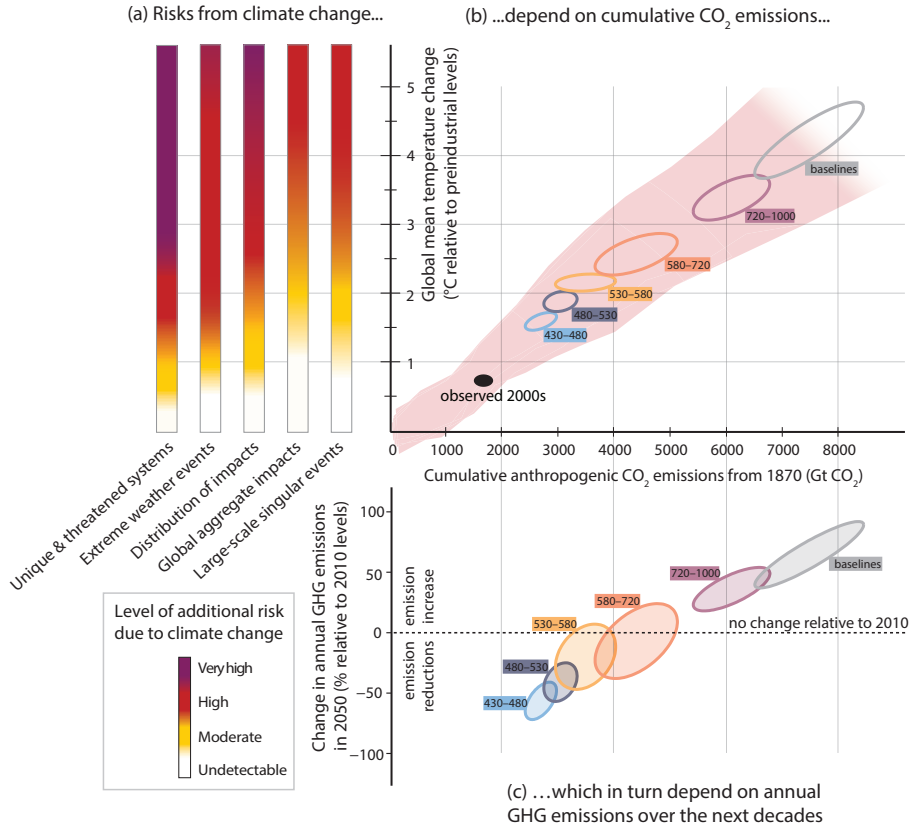 (a) Risks from climate change...
(b) ...depend on cumulative CO₂ emissions...
Global mean temperature change
(°C relative to preindustrial levels)
5
4
3
2
1
baselines
720–1000
580–720
530–580
480–530
430–480
observed 2000s
0
1000
2000
3000
4000
5000
6000
7000
8000
Cumulative anthropogenic CO₂ emissions from 1870 (Gt CO₂)
Unique & threatened systems
Extreme weather events
Distribution of impacts
Global aggregate impacts
Large-scale singular events
Level of additional risk
due to climate change
Very high
High
Moderate
Undetectable
Change in annual GHG emissions
in 2050 (% relative to 2010 levels)
100
50
0
−50
−100
emission
increase
emission
reductions
baselines
720–1000
580–720
530–580
480–530
430–480
no change relative to 2010
(c) …which in turn depend on annual
GHG emissions over the next decades